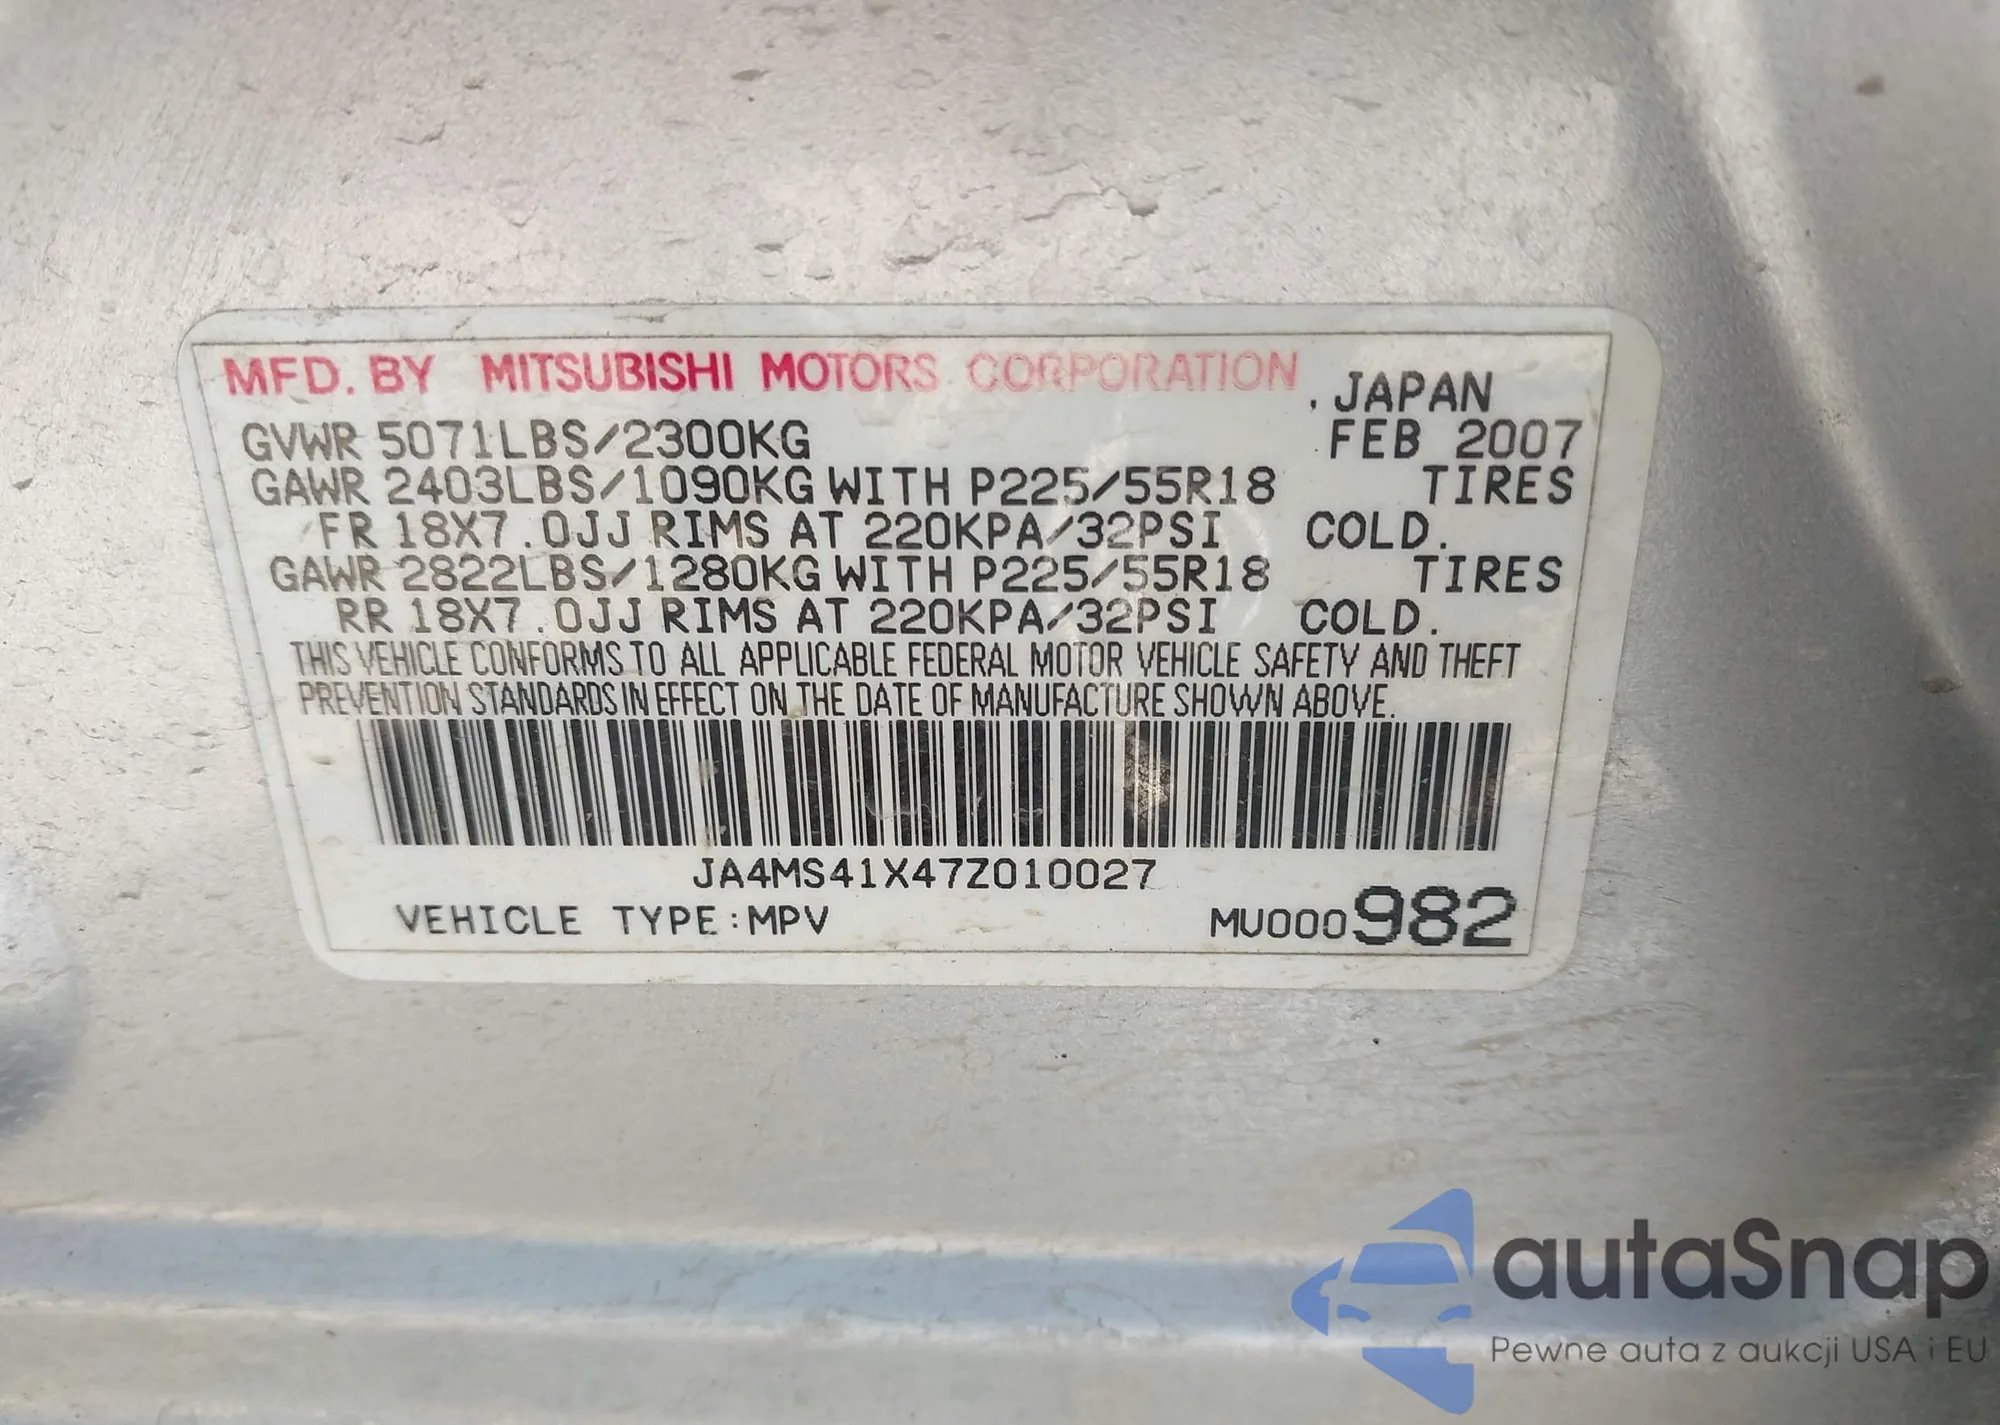 MFD. BY MITSUBISHI MOTORS CORPORATION , JAPAN
GVWR 5071LBS/2300KG FEB 2007
GAWR 2403LBS/1090KG WITH P225/55R18 TIRES
FR 18X7.0JJ RIMS AT 220KPA/32PSI COLD.
GAWR 2822LBS/1280KG WITH P225/55R18 TIRES
RR 18X7.0JJ RIMS AT 220KPA/32PSI COLD.
THIS VEHICLE CONFORMS TO ALL APPLICABLE FEDERAL MOTOR VEHICLE SAFETY AND THEFT
PREVENTION STANDARDS IN EFFECT ON THE DATE OF MANUFACTURE SHOWN ABOVE.
JA4MS41X47Z010027
VEHICLE TYPE:MPV MU000982
autaSnap
Pewne auta z aukcji USA i EU